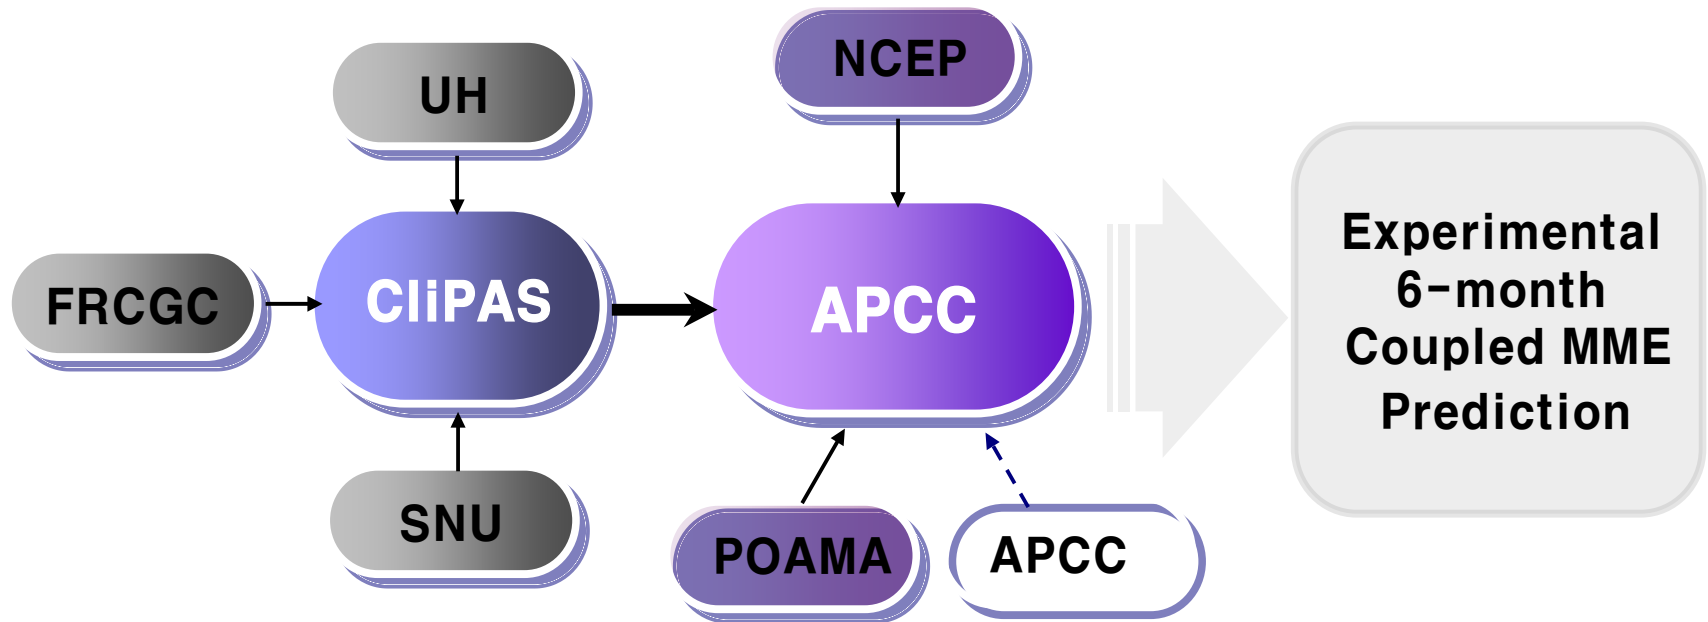 NCEP
UH
FRCGC
CliPAS
APCC
SNU
POAMA
APCC
Experimental
6-month
Coupled MME
Prediction